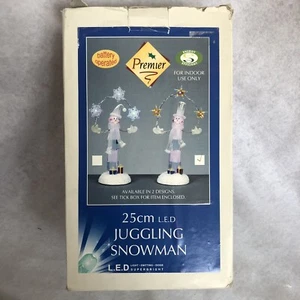 battery
operated
Premier
FOR INDOOR
USE ONLY
AVAILABLE IN 2 DESIGNS.
SEE TICK BOX FOR ITEM ENCLOSED.
25cm L.E.D
JUGGLING
SNOWMAN
L.E.D
SUPERBRIGHT